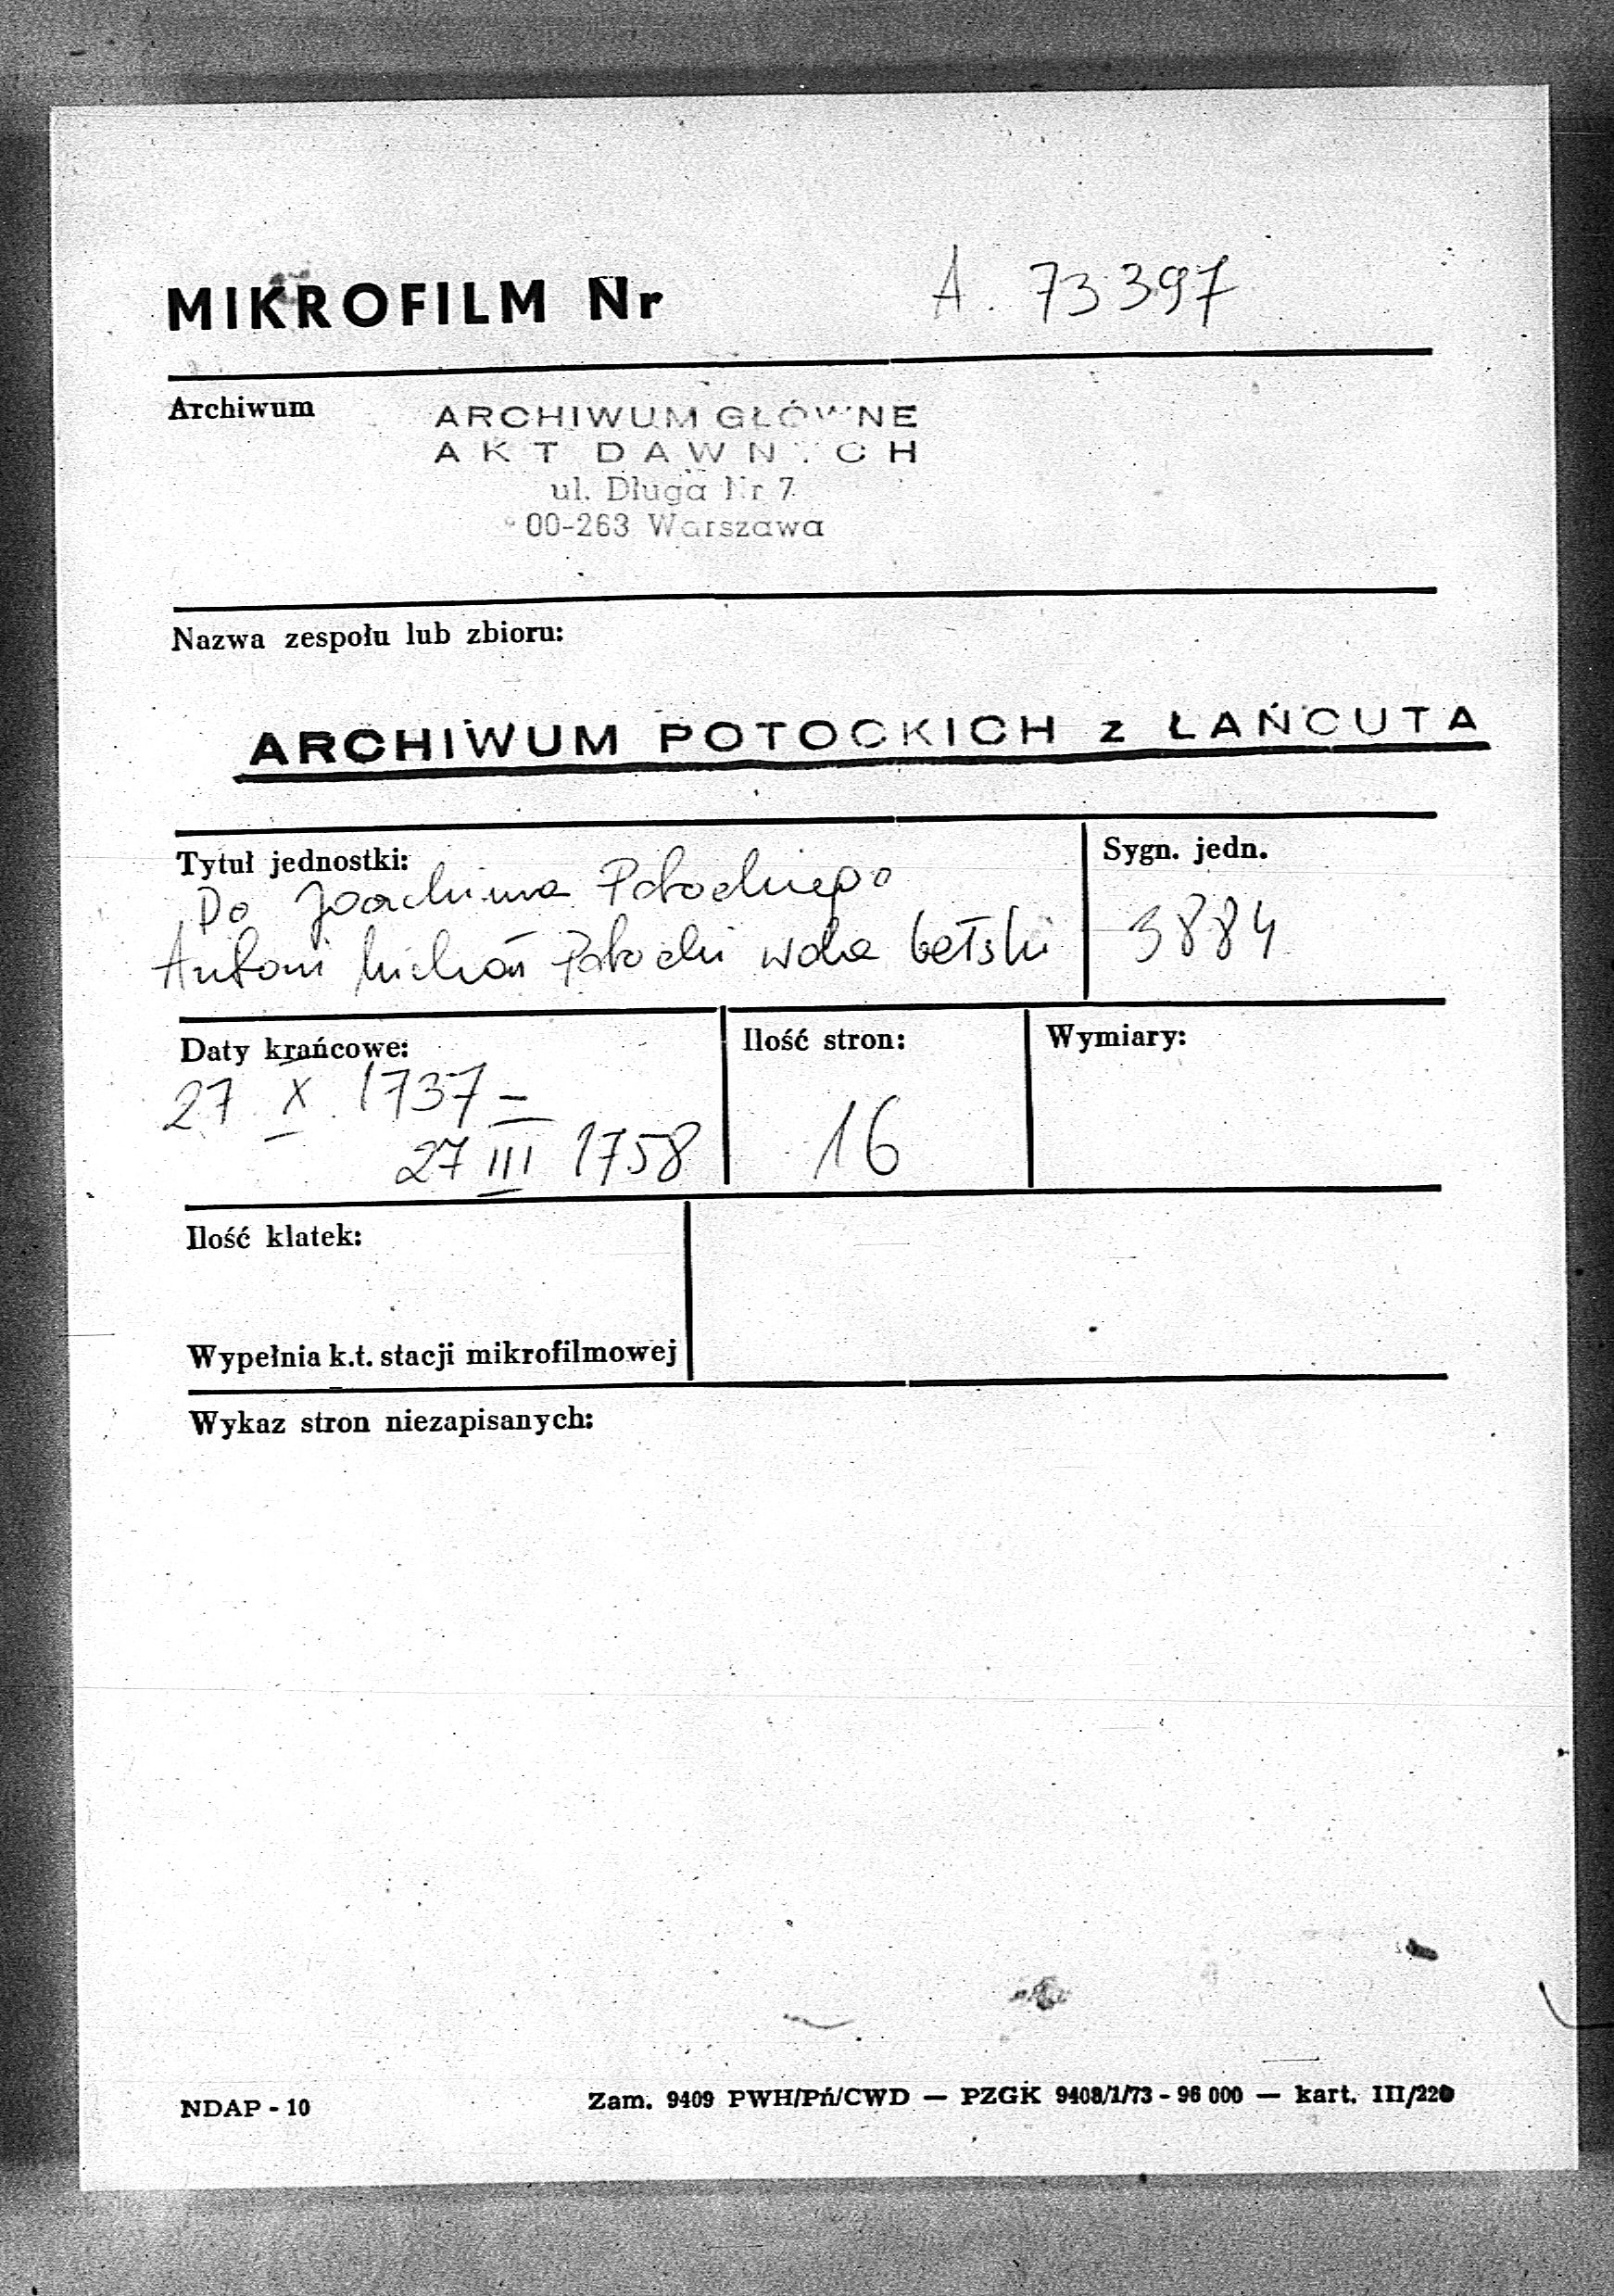 MIKROFILM Nr A. 73397
Archiwum
ARCHIWUM GŁÓWNE
AKT DAWNYCH
ul. Długa Nr 7
00-263 Warszawa
Nazwa zespołu lub zbioru:
ARCHIWUM POTOCKICH z ŁAŃCUTA
Tytuł jednostki:
Do Joachima Potockiego
Antoni Michał Potocki wda bełski
Sygn. jedn.
3884
Daty krańcowe:
27 X 1737 –
27 III 1758
Ilość stron:
16
Wymiary:
Ilość klatek:
Wypełnia k.t. stacji mikrofilmowej
Wykaz stron niezapisanych:
NDAP - 10
Zam. 9409 PWH/Pń/CWD — PZGK 9408/1/73 - 96 000 — kart. III/220